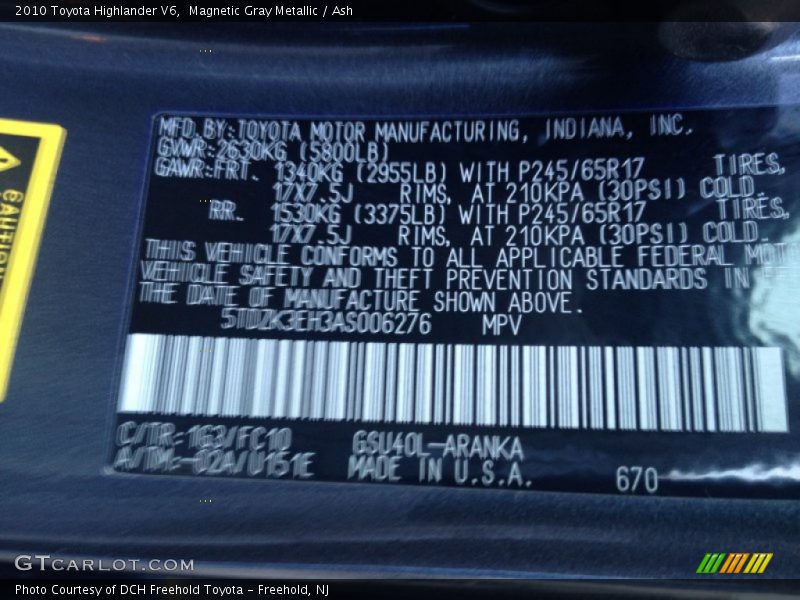 2010 Toyota Highlander V6,  Magnetic Gray Metallic / Ash
MFD.BY:TOYOTA MOTOR MANUFACTURING, INDIANA, INC.
GVWR:2630KG (5800LB)
GAWR:FRT. 1340KG (2955LB) WITH P245/65R17 TIRES,
17X7.5J RIMS, AT 210KPA (30PSI) COLD.
RR. 1530KG (3375LB) WITH P245/65R17 TIRES,
17X7.5J RIMS, AT 210KPA (30PSI) COLD.
THIS VEHICLE CONFORMS TO ALL APPLICABLE FEDERAL
VEHICLE SAFETY AND THEFT PREVENTION STANDARDS IN
THE DATE OF MANUFACTURE SHOWN ABOVE.
5TDZK3EH3AS006276 MPV
C/TR:1G3/FC10 GSU40L-ARANKA
A/TM:-02A/U151E MADE IN U.S.A. 670
CAUTION
GTCARLOT.COM
Photo Courtesy of DCH Freehold Toyota - Freehold, NJ